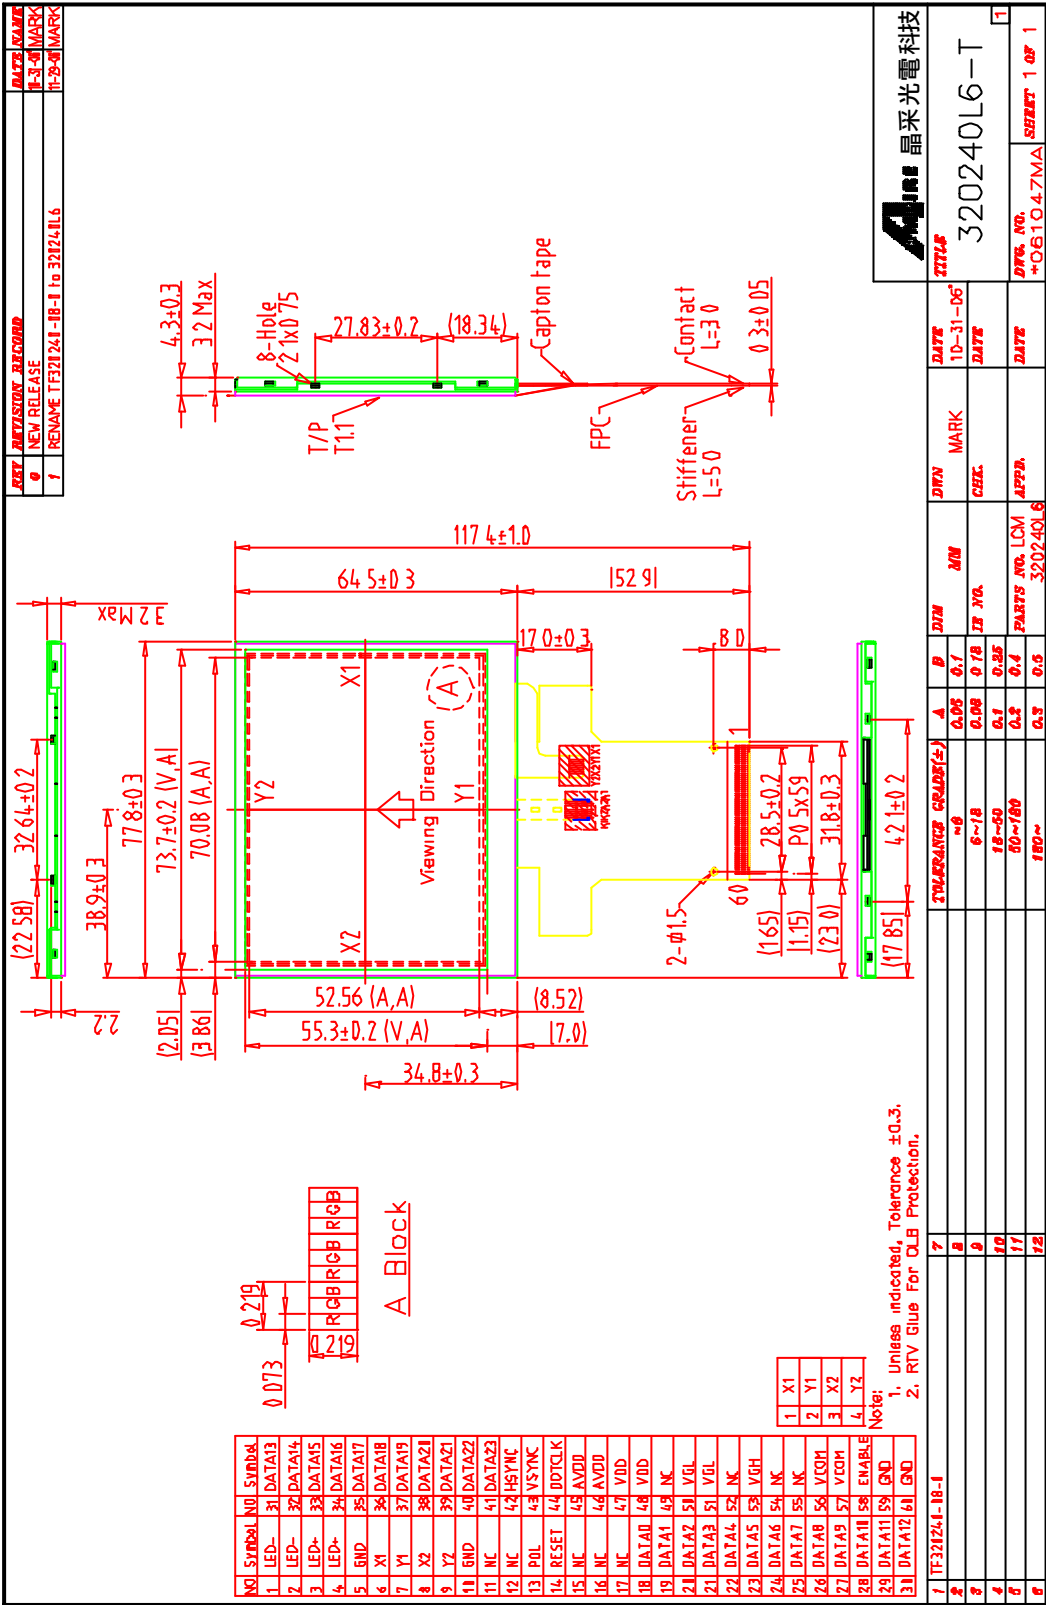 REV REVISION RECORD DATE NAME
0 NEW RELEASE MARK
1 RENAME TF320240-08-0 to 320240L6 11-29-06 MARK
(22.58) 32.64±0.2 3.2 Max
38.9±0.3
77.8±0.3
73.7±0.2 (V,A)
70.08 (A,A)
2.2
(2.05)
(3.86)
52.56 (A,A) (8.52)
55.3±0.2 (V,A) (7.0)
34.8±0.3
Y2
X2 X1
Y1
A
Viewing Direction
64.5±0.3
117.4±1.0
(52.9)
17.0±0.3
8.0
2-φ1.5
60 1
(1.65) 28.5±0.2
(1.15) P0.5x59
(23.0) 31.8±0.3
(17.85) 42.1±0.2
4.3±0.3
3.2 Max
8-Hole
2.1x0.75
27.83±0.2 (18.34)
T/P
T1.1
Capton tape
FPC
Stiffener
L=5.0
Contact
L=3.0
0.3±0.05
0.219
0.073
0.219
R G B R G B R G B
A Block
NO Symbol NO Symbol
1 LED- 31 DATA13
2 LED- 32 DATA14
3 LED+ 33 DATA15
4 LED+ 34 DATA16
5 GND 35 DATA17
6 X1 36 DATA18
7 Y1 37 DATA19
8 X2 38 DATA20
9 Y2 39 DATA21
10 GND 40 DATA22
11 NC 41 DATA23
12 NC 42 HSYNC
13 POL 43 VSYNC
14 RESET 44 DOTCLK
15 NC 45 AVDD
16 NC 46 AVDD
17 NC 47 VDD
18 DATA0 48 VDD
19 DATA1 49 NC
20 DATA2 50 VGL
21 DATA3 51 VGL
22 DATA4 52 NC
23 DATA5 53 VGH
24 DATA6 54 NC
25 DATA7 55 NC
26 DATA8 56 VCOM
27 DATA9 57 VCOM
28 DATA10 58 ENABLE
29 DATA11 59 GND
30 DATA12 60 GND
1 X1
2 Y1
3 X2
4 Y2
Note:
1. Unless indicated, Tolerance ±0.3.
2. RTV Glue For OLB Protection.
1 TF320240-08-0 7
2 8
3 9
4 10
5 11
6 12
TOLERANCE GRADE(±) A B
~6 0.05 0.1
6~18 0.08 0.18
18~50 0.1 0.25
50~180 0.2 0.4
180~ 0.3 0.5
DIM MM
IR NO.
PARTS NO. LCM
320240L6
DWN MARK DATE 10-31-06'
CHK. DATE
APPD. DATE
晶采光電科技
TITLE
320240L6-T 1
DWG. NO.
*061047MA SHEET 1 OF 1